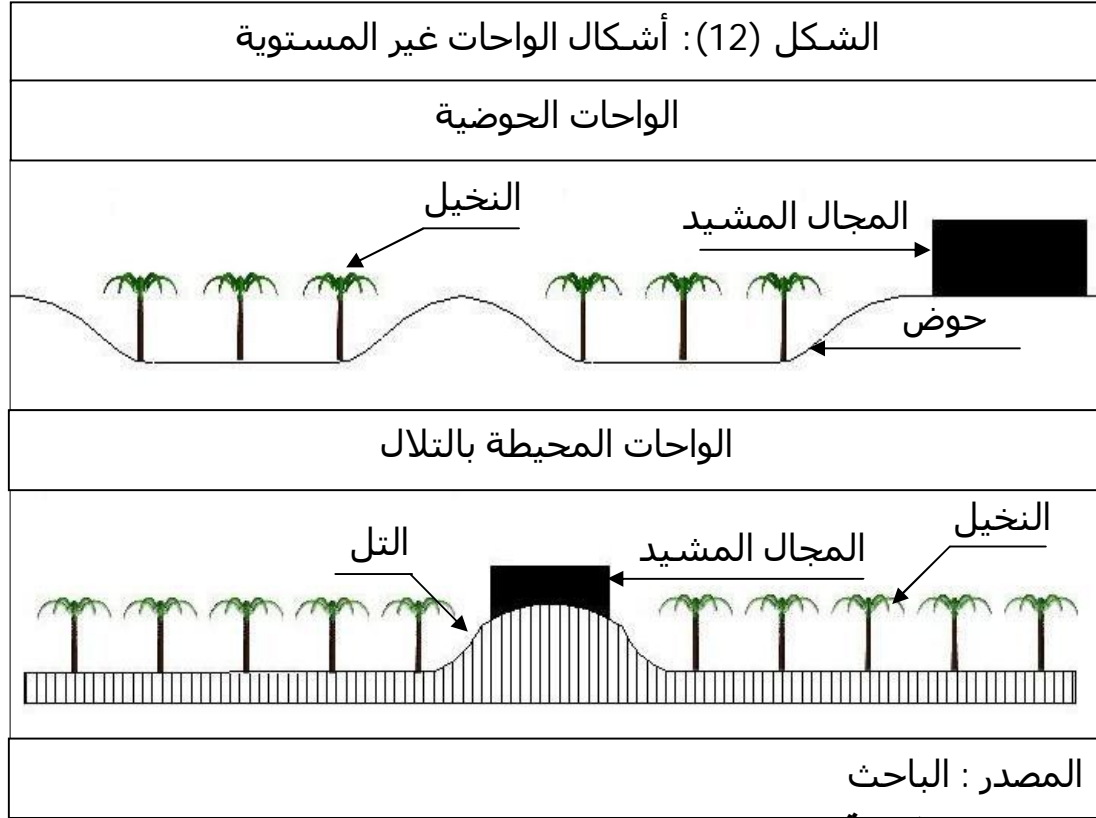 الشكل (12): أشكال الواحات غير المستوية
الواحات الحوضية
النخيل
المجال المشيد
حوض
الواحات المحيطة بالتلال
النخيل
المجال المشيد
التل
المصدر : الباحث